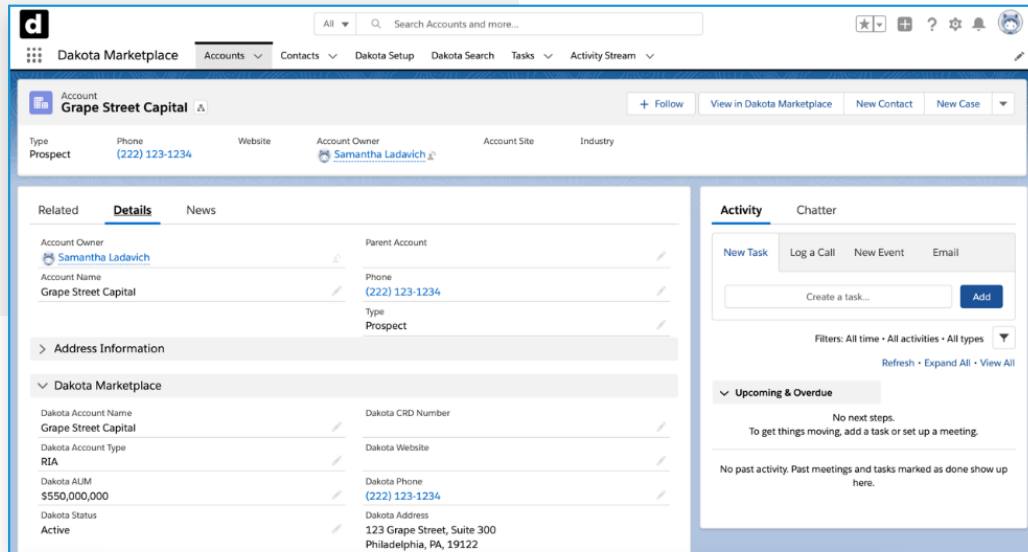 d
All
Search Accounts and more...
Dakota Marketplace
Accounts
Contacts
Dakota Setup
Dakota Search
Tasks
Activity Stream
Account
Grape Street Capital
+ Follow
View in Dakota Marketplace
New Contact
New Case
Type
Prospect
Phone
(222) 123-1234
Website
Account Owner
Samantha Ladavich
Account Site
Industry
Related
Details
News
Account Owner
Samantha Ladavich
Parent Account
Account Name
Grape Street Capital
Phone
(222) 123-1234
Type
Prospect
Address Information
Dakota Marketplace
Dakota Account Name
Grape Street Capital
Dakota CRD Number
Dakota Account Type
RIA
Dakota Website
Dakota AUM
$550,000,000
Dakota Phone
(222) 123-1234
Dakota Status
Active
Dakota Address
123 Grape Street, Suite 300
Philadelphia, PA, 19122
Activity
Chatter
New Task
Log a Call
New Event
Email
Create a task...
Add
Filters: All time • All activities • All types
Refresh • Expand All • View All
Upcoming & Overdue
No next steps.
To get things moving, add a task or set up a meeting.
No past activity. Past meetings and tasks marked as done show up
here.